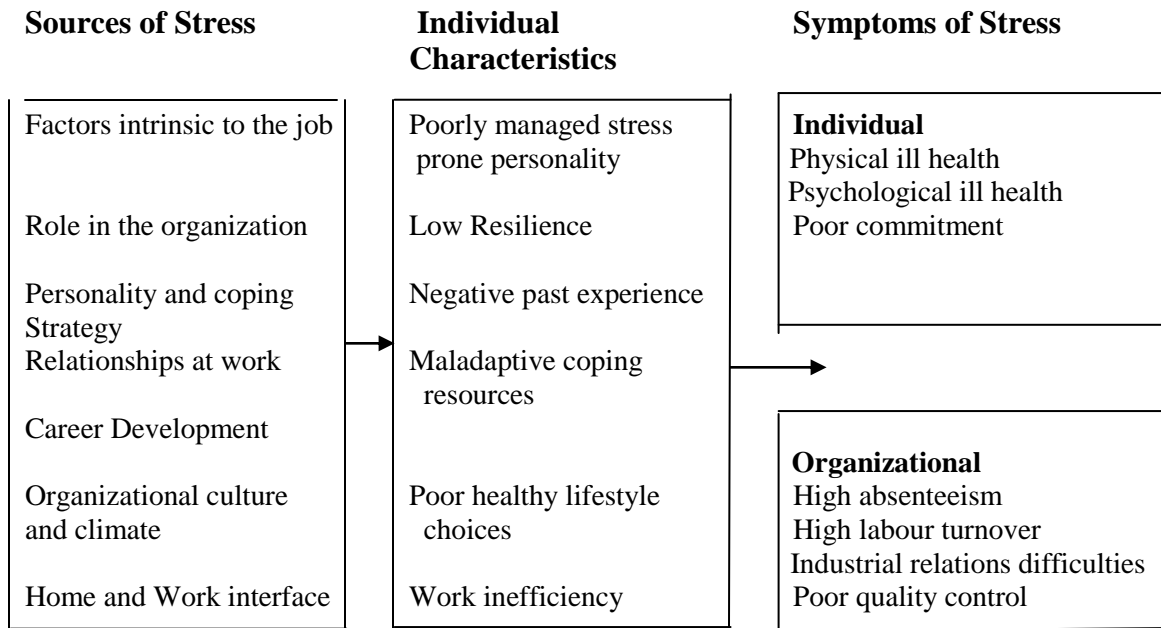 Sources of Stress
Individual
Characteristics
Symptoms of Stress
Factors intrinsic to the job
Role in the organization
Personality and coping
Strategy
Relationships at work
Career Development
Organizational culture
and climate
Home and Work interface
Poorly managed stress
prone personality
Low Resilience
Negative past experience
Maladaptive coping
resources
Poor healthy lifestyle
choices
Work inefficiency
Individual
Physical ill health
Psychological ill health
Poor commitment
Organizational
High absenteeism
High labour turnover
Industrial relations difficulties
Poor quality control